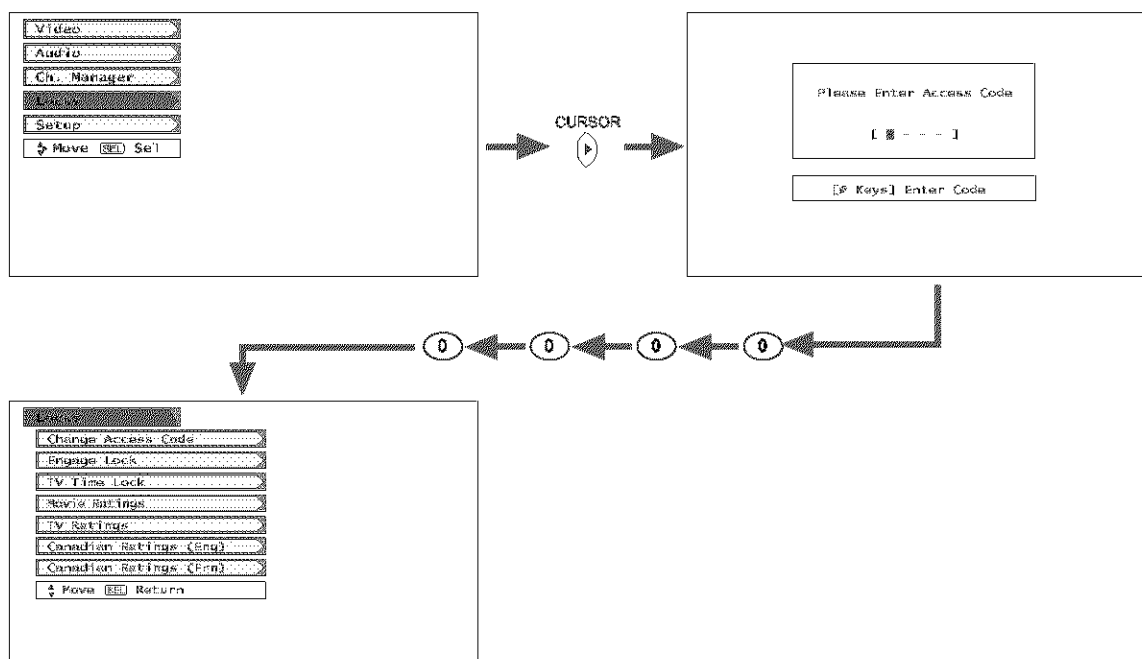 Video
Audio
Ch. Manager
Locks
Setup
Move SEL Sel
CURSOR
Please Enter Access Code
[ - - - ]
[# Keys] Enter Code
0 0 0 0
Locks
Change Access Code
Engage Lock
TV Time Lock
Movie Ratings
TV Ratings
Canadian Ratings (Eng)
Canadian Ratings (Frn)
Move SEL Return